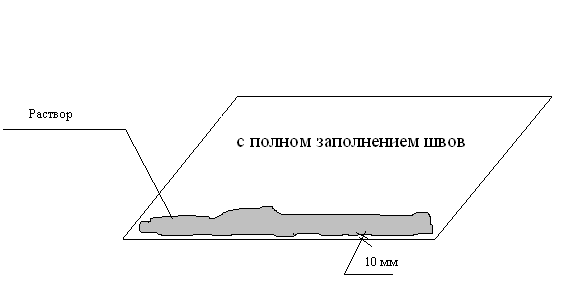 Раствор
с полном заполнением швов
10 мм